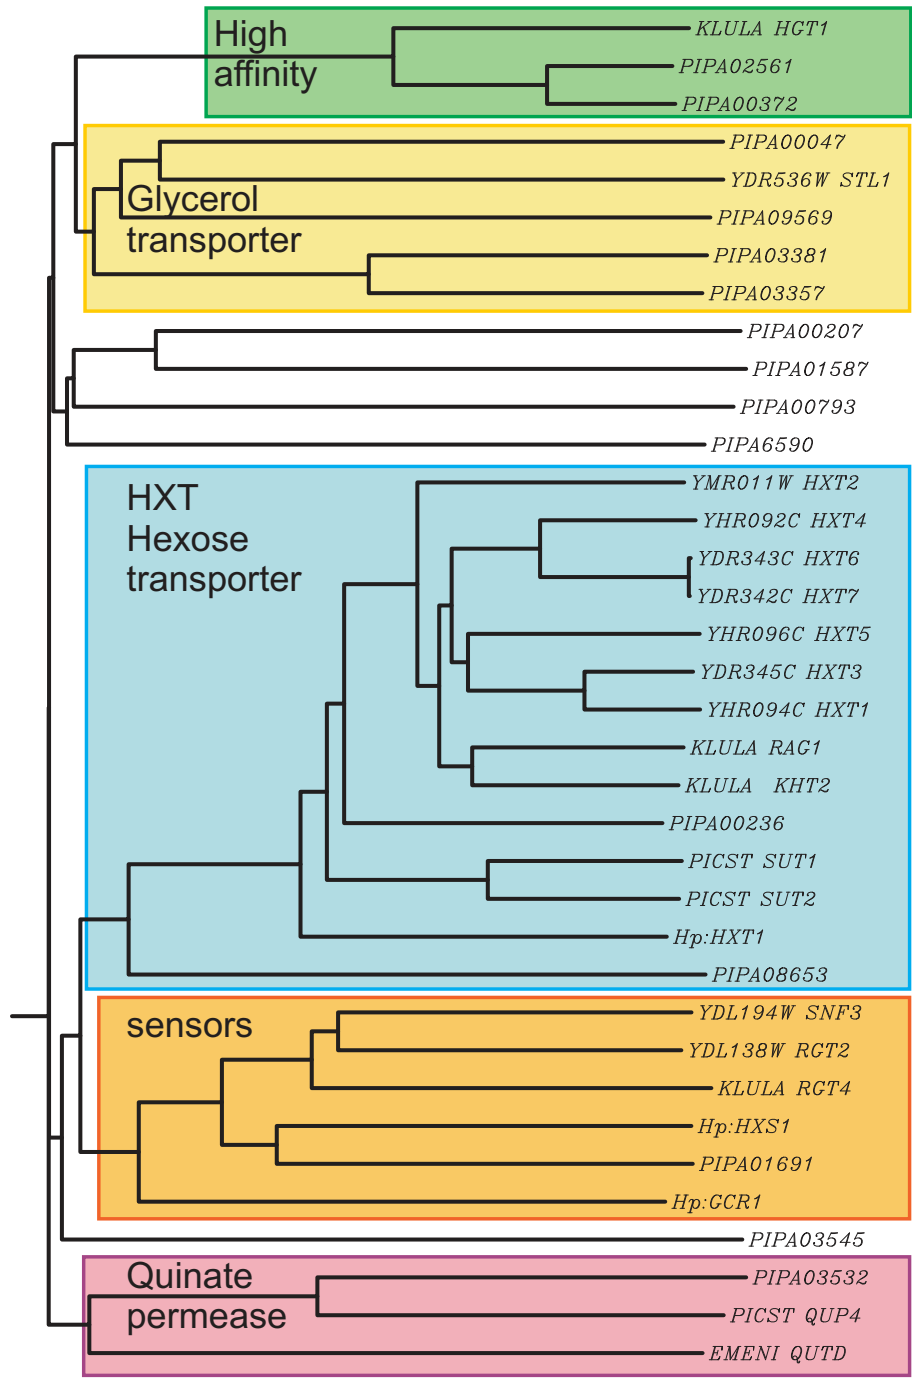 High
affinity
KLULA HGT1
PIPA02561
PIPA00372
PIPA00047
YDR536W STL1
Glycerol
transporter
PIPA09569
PIPA03381
PIPA03357
PIPA00207
PIPA01587
PIPA00793
PIPA6590
HXT
Hexose
transporter
YMR011W HXT2
YHR092C HXT4
YDR343C HXT6
YDR342C HXT7
YHR096C HXT5
YDR345C HXT3
YHR094C HXT1
KLULA RAG1
KLULA KHT2
PIPA00236
PICST SUT1
PICST SUT2
Hp:HXT1
PIPA08653
sensors
YDL194W SNF3
YDL138W RGT2
KLULA RGT4
Hp:HXS1
PIPA01691
Hp:GCR1
PIPA03545
Quinate
permease
PIPA03532
PICST QUP4
EMENI QUTD